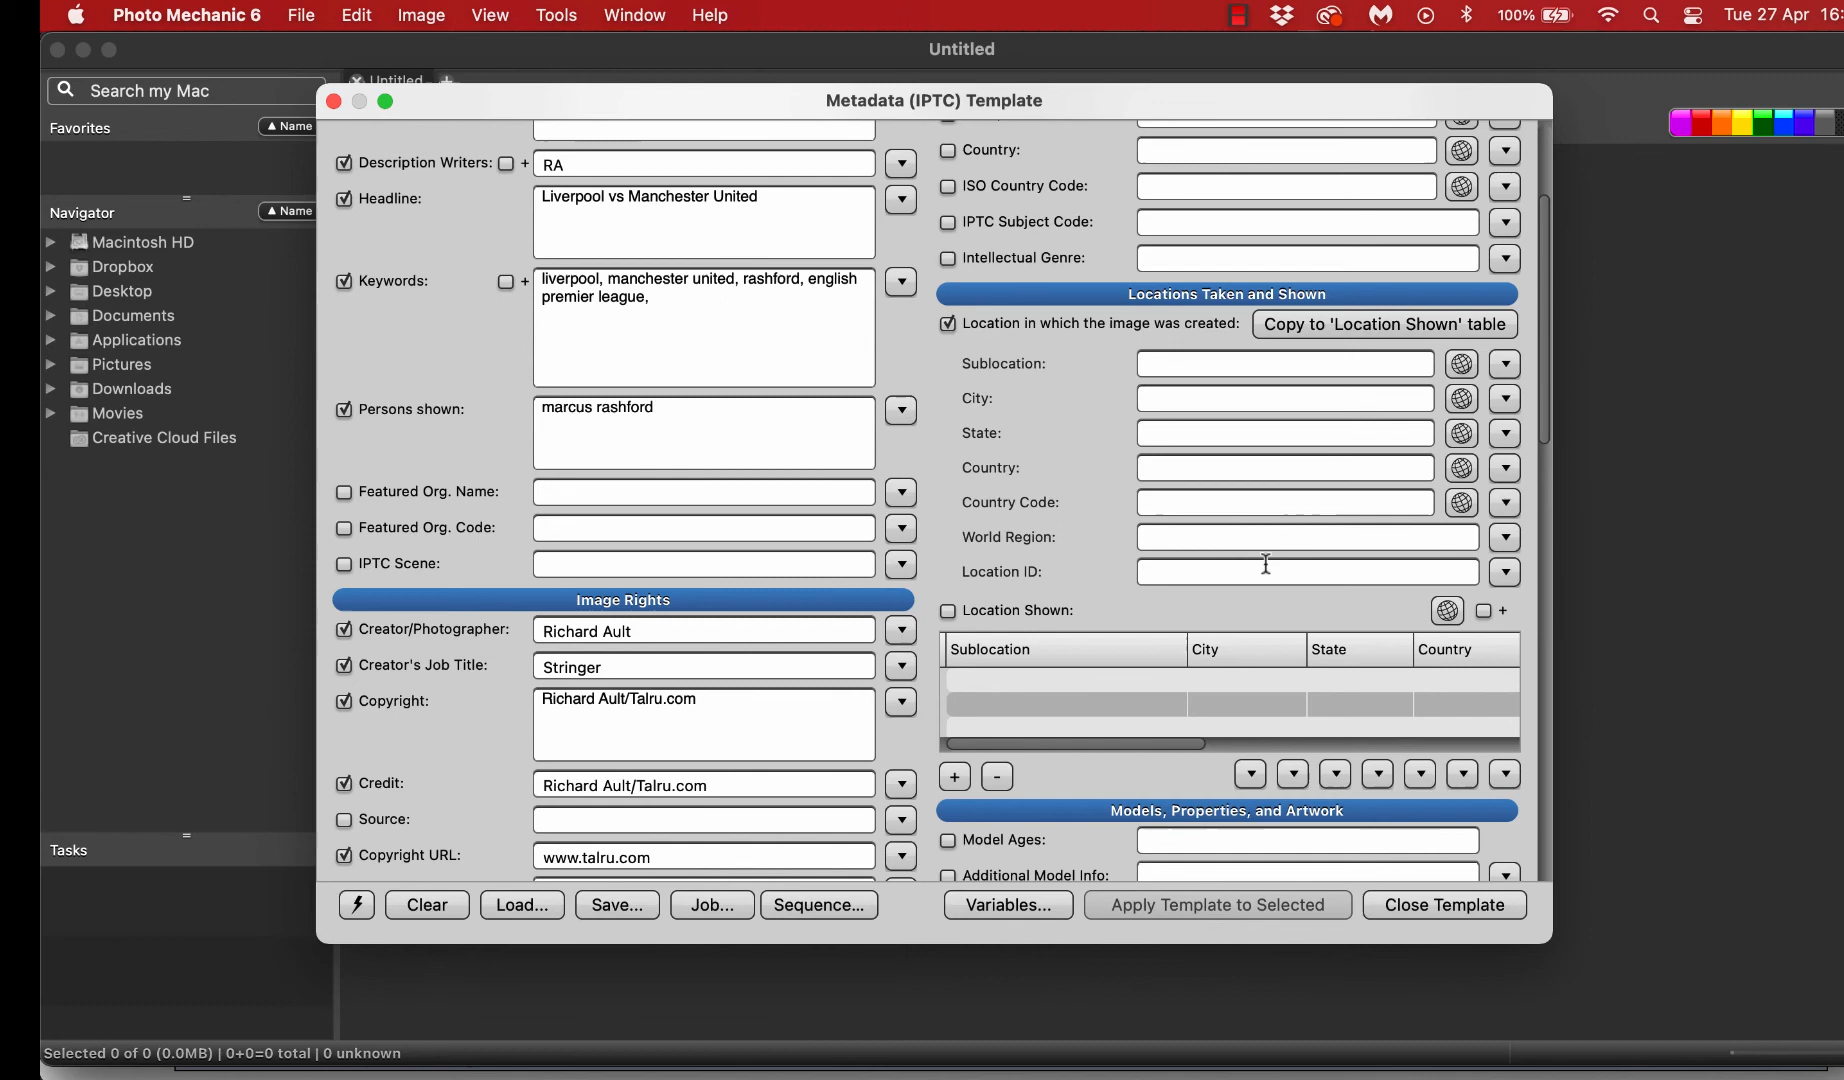 Photo Mechanic 6 File Edit Image View Tools Window Help 100% Tue 27 Apr 16:
Untitled
Untitled
Search my Mac
Metadata (IPTC) Template
Favorites
▲ Name
Navigator
▲ Name
Macintosh HD
Dropbox
Desktop
Documents
Applications
Pictures
Downloads
Movies
Creative Cloud Files
Tasks
Description Writers: + RA
Headline: Liverpool vs Manchester United
Keywords: + liverpool, manchester united, rashford, english
premier league,
Persons shown: marcus rashford
Featured Org. Name:
Featured Org. Code:
IPTC Scene:
Image Rights
Creator/Photographer: Richard Ault
Creator's Job Title: Stringer
Copyright: Richard Ault/Talru.com
Credit: Richard Ault/Talru.com
Source:
Copyright URL: www.talru.com
Country:
ISO Country Code:
IPTC Subject Code:
Intellectual Genre:
Locations Taken and Shown
Location in which the image was created: Copy to 'Location Shown' table
Sublocation:
City:
State:
Country:
Country Code:
World Region:
Location ID:
Location Shown: +
Sublocation City State Country
+ -
Models, Properties, and Artwork
Model Ages:
Additional Model Info:
Clear Load... Save... Job... Sequence... Variables... Apply Template to Selected Close Template
Selected 0 of 0 (0.0MB) | 0+0=0 total | 0 unknown